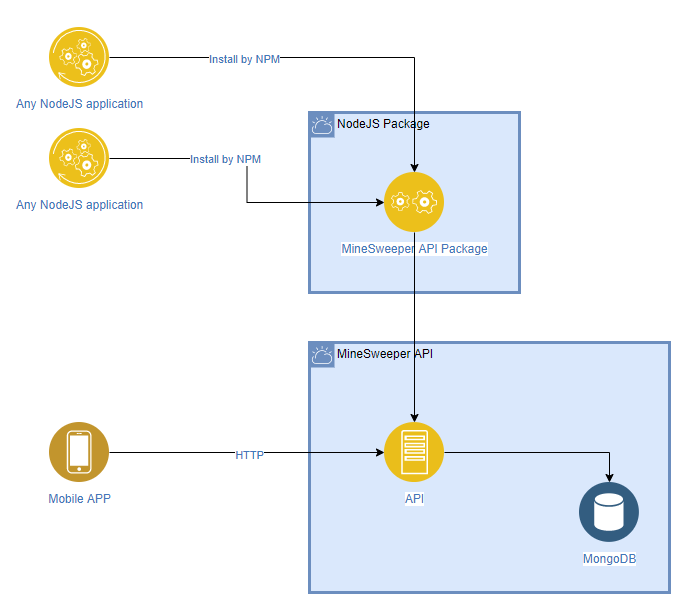 Install by NPM
Any NodeJS application
NodeJS Package
Install by NPM
Any NodeJS application
MineSweeper API Package
MineSweeper API
HTTP
Mobile APP
API
MongoDB